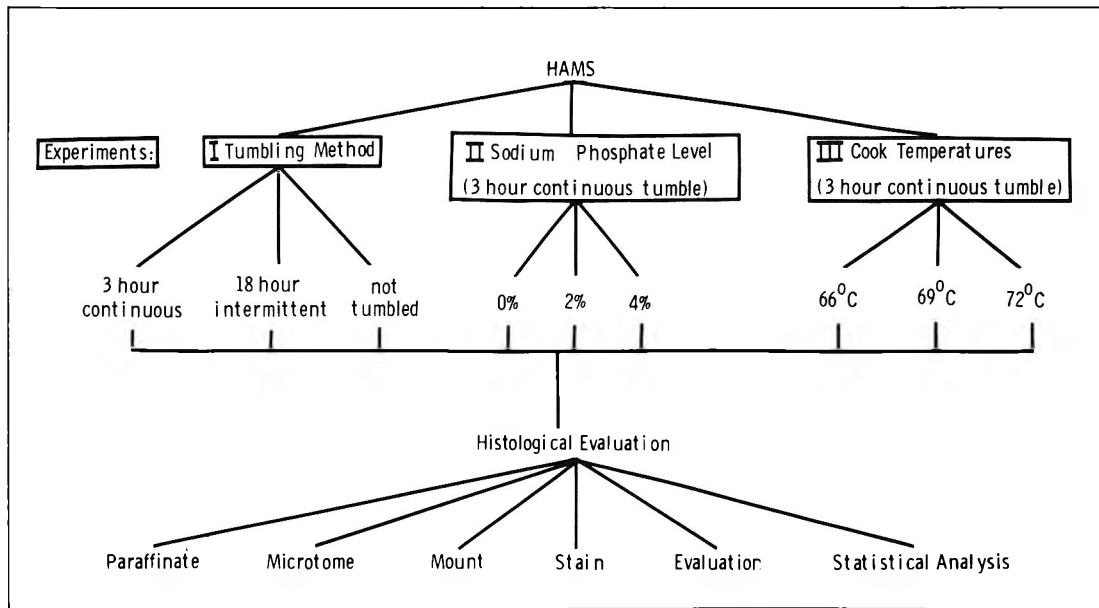 HAMS
Experiments:
I Tumbling Method
II Sodium Phosphate Level
(3 hour continuous tumble)
III Cook Temperatures
(3 hour continuous tumble)
3 hour
continuous
18 hour
intermittent
not
tumbled
0%
2%
4%
66°C
69°C
72°C
Histological Evaluation
Paraffinate
Microtome
Mount
Stain
Evaluation
Statistical Analysis